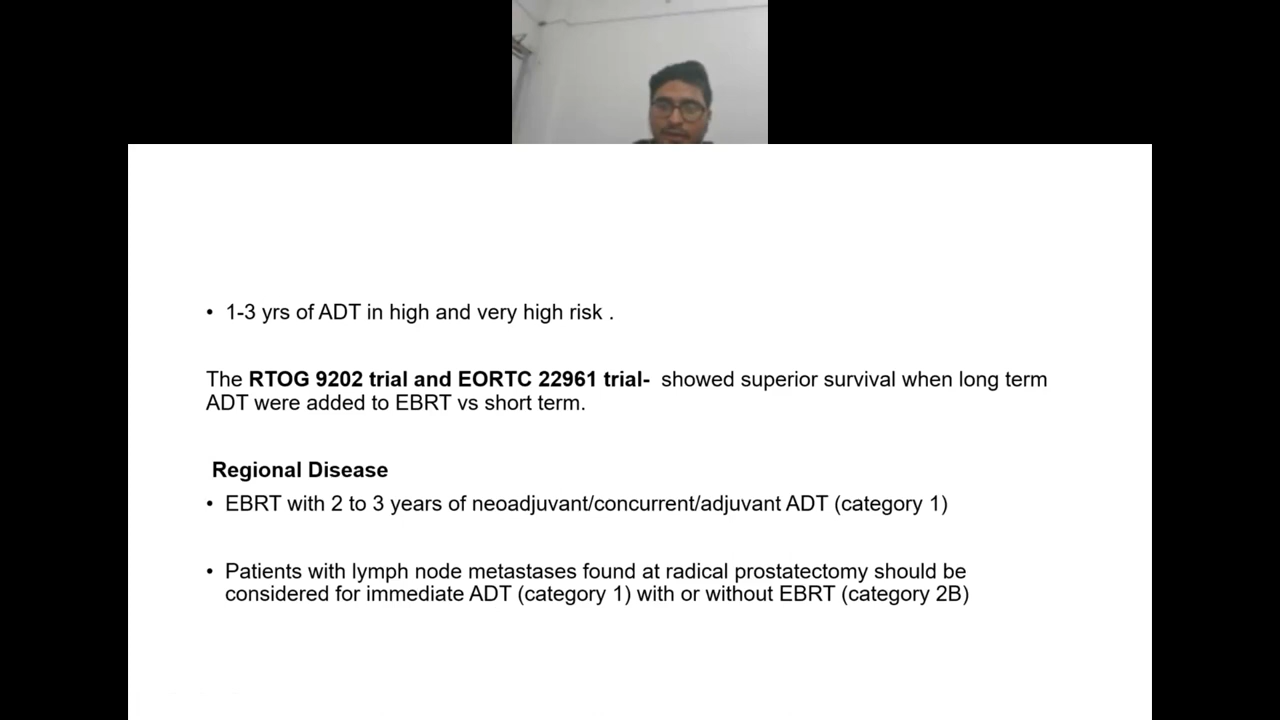 • 1-3 yrs of ADT in high and very high risk .
The RTOG 9202 trial and EORTC 22961 trial- showed superior survival when long term
ADT were added to EBRT vs short term.
Regional Disease
• EBRT with 2 to 3 years of neoadjuvant/concurrent/adjuvant ADT (category 1)
• Patients with lymph node metastases found at radical prostatectomy should be
considered for immediate ADT (category 1) with or without EBRT (category 2B)